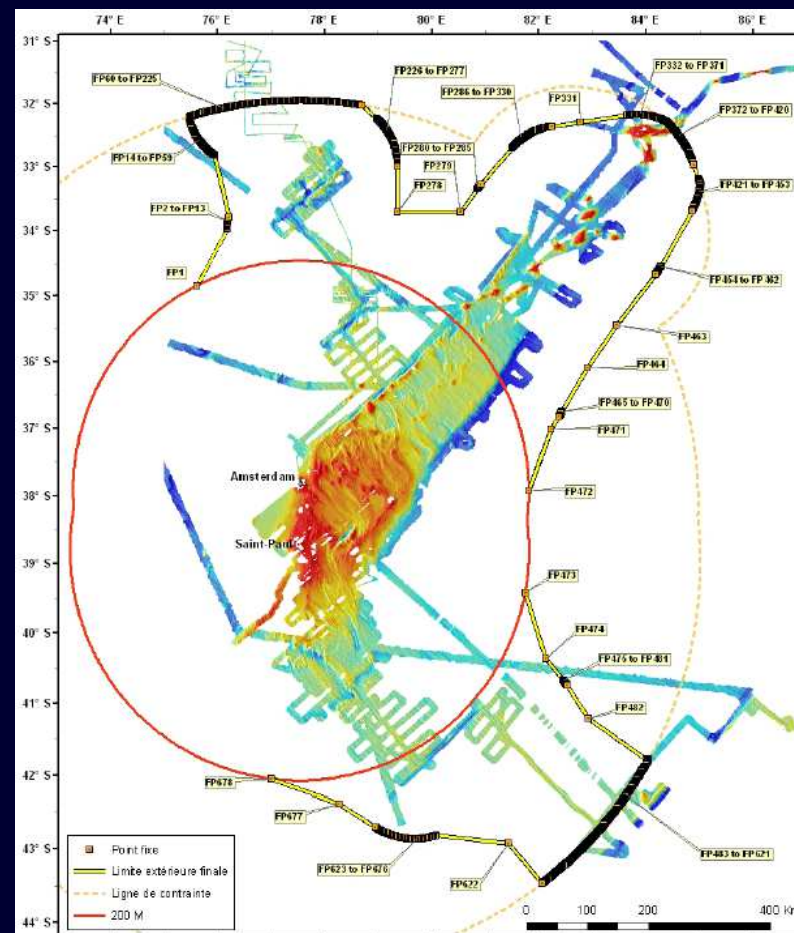 74° E 76° E 78° E 80° E 82° E 84° E 86° E
31° S
32° S
33° S
34° S
35° S
36° S
37° S
38° S
39° S
40° S
41° S
42° S
43° S
44° S
FP60 to FP225
FP226 to FP277
FP286 to FP330
FP331
FP332 to FP371
FP372 to FP420
FP280 to FP285
FP279
FP278
FP14 to FP59
FP2 to FP13
FP1
FP421 to FP453
FP454 to FP462
FP463
FP464
FP465 to FP470
FP471
FP472
Amsterdam
Saint-Paul
FP473
FP474
FP475 to FP481
FP482
FP678
FP677
FP623 to FP676
FP622
FP483 to FP621
Point fixe
Limite extérieure finale
Ligne de contrainte
200 M
0 100 200 400 Km